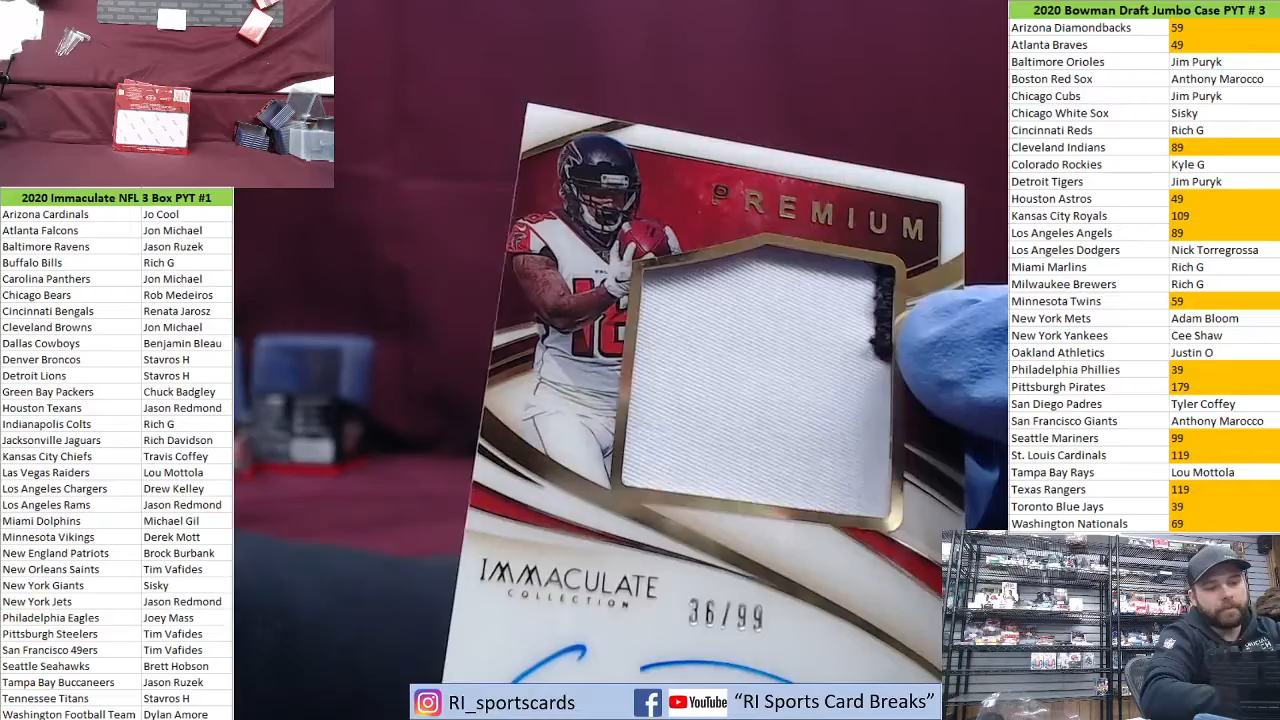 2020 Immaculate NFL 3 Box PYT #1
Arizona Cardinals Jo Cool
Atlanta Falcons Jon Michael
Baltimore Ravens Jason Ruzek
Buffalo Bills Rich G
Carolina Panthers Jon Michael
Chicago Bears Rob Medeiros
Cincinnati Bengals Renata Jarosz
Cleveland Browns Jon Michael
Dallas Cowboys Benjamin Bleau
Denver Broncos Stavros H
Detroit Lions Stavros H
Green Bay Packers Chuck Badgley
Houston Texans Jason Redmond
Indianapolis Colts Rich G
Jacksonville Jaguars Rich Davidson
Kansas City Chiefs Travis Coffey
Las Vegas Raiders Lou Mottola
Los Angeles Chargers Drew Kelley
Los Angeles Rams Jason Redmond
Miami Dolphins Michael Gil
Minnesota Vikings Derek Mott
New England Patriots Brock Burbank
New Orleans Saints Tim Vafides
New York Giants Sisky
New York Jets Jason Redmond
Philadelphia Eagles Joey Mass
Pittsburgh Steelers Tim Vafides
San Francisco 49ers Tim Vafides
Seattle Seahawks Brett Hobson
Tampa Bay Buccaneers Jason Ruzek
Tennessee Titans Stavros H
Washington Football Team Dylan Amore
PREMIUM
18
IMMACULATE
COLLECTION
36/99
RI_sportscards YouTube "RI Sports Card Breaks"
2020 Bowman Draft Jumbo Case PYT # 3
Arizona Diamondbacks 59
Atlanta Braves 49
Baltimore Orioles Jim Puryk
Boston Red Sox Anthony Marocco
Chicago Cubs Jim Puryk
Chicago White Sox Sisky
Cincinnati Reds Rich G
Cleveland Indians 89
Colorado Rockies Kyle G
Detroit Tigers Jim Puryk
Houston Astros 49
Kansas City Royals 109
Los Angeles Angels 89
Los Angeles Dodgers Nick Torregrossa
Miami Marlins Rich G
Milwaukee Brewers Rich G
Minnesota Twins 59
New York Mets Adam Bloom
New York Yankees Cee Shaw
Oakland Athletics Justin O
Philadelphia Phillies 39
Pittsburgh Pirates 179
San Diego Padres Tyler Coffey
San Francisco Giants Anthony Marocco
Seattle Mariners 99
St. Louis Cardinals 119
Tampa Bay Rays Lou Mottola
Texas Rangers 119
Toronto Blue Jays 39
Washington Nationals 69